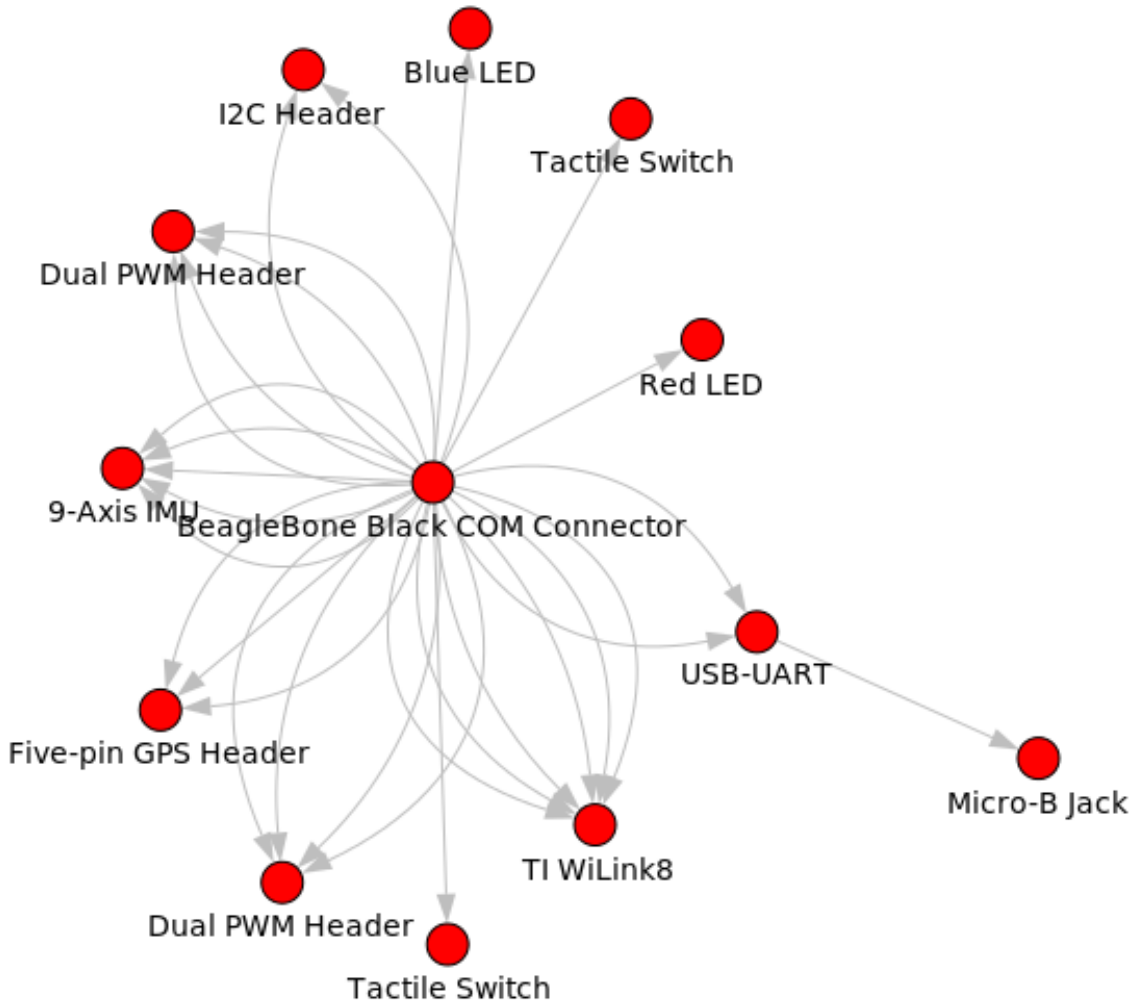 Blue LED
I2C Header
Tactile Switch
Dual PWM Header
Red LED
9-Axis IMU
BeagleBone Black COM Connector
USB-UART
Five-pin GPS Header
Micro-B Jack
TI WiLink8
Dual PWM Header
Tactile Switch